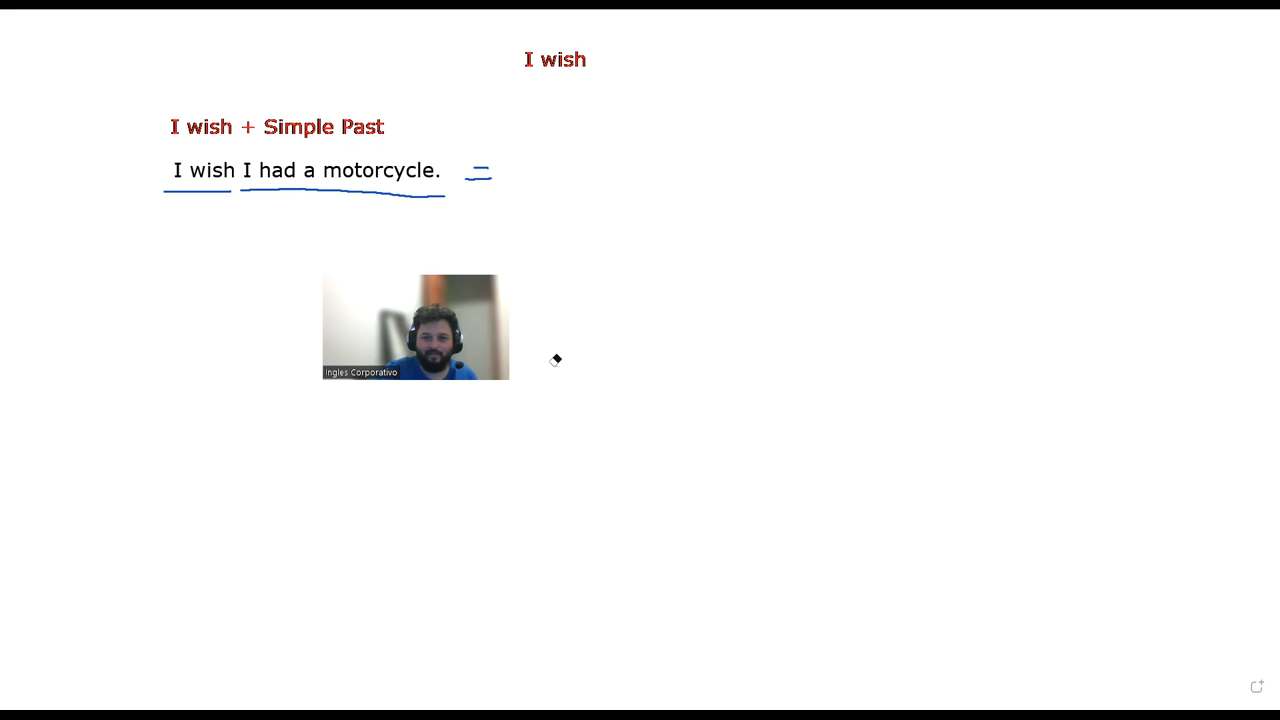 I wish
I wish + Simple Past
I wish I had a motorcycle. =
Ingles Corporativo